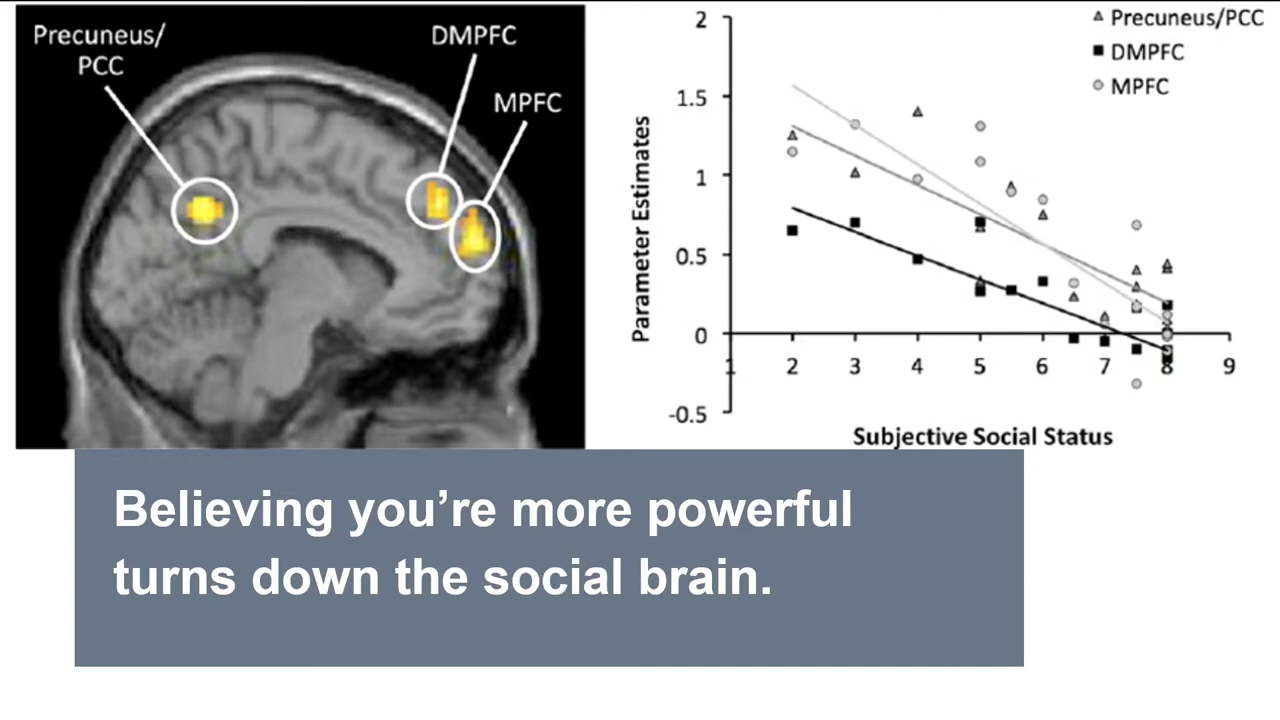 Precuneus/
PCC
DMPFC
MPFC
Precuneus/PCC
DMPFC
MPFC
2
1.5
1
0.5
0
-0.5
Parameter Estimates
1 2 3 4 5 6 7 8 9
Subjective Social Status
Believing you’re more powerful
turns down the social brain.